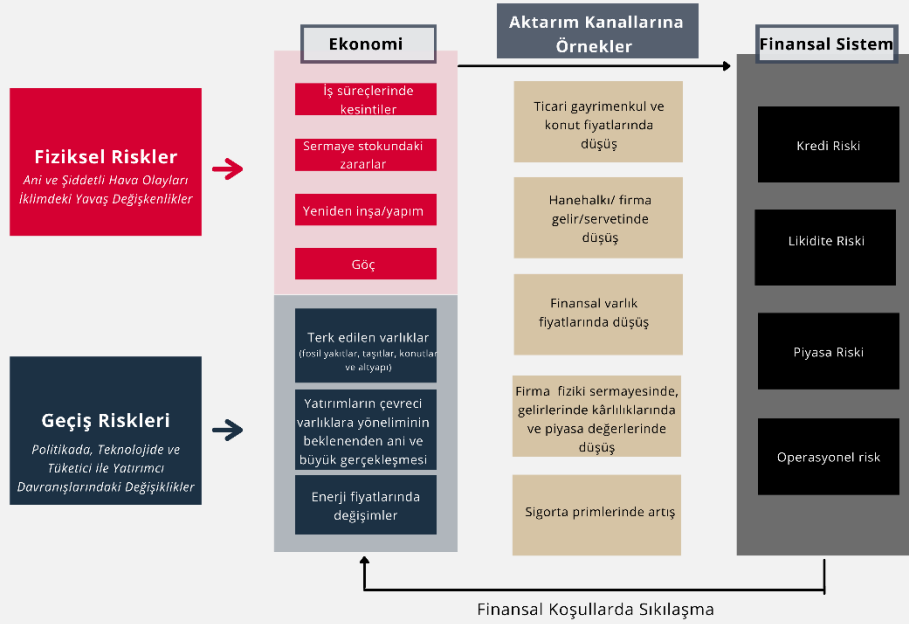 Fiziksel Riskler
Ani ve Şiddetli Hava Olayları
İklimdeki Yavaş Değişkenlikler
Geçiş Riskleri
Politikada, Teknolojide ve
Tüketici ile Yatırımcı
Davranışlarındaki Değişiklikler
Ekonomi
İş süreçlerinde
kesintiler
Sermaye stokundaki
zararlar
Yeniden inşa/yapım
Göç
Terk edilen varlıklar
(fosil yakıtlar, taşıtlar, konutlar
ve altyapı)
Yatırımların çevreci
varlıklara yöneliminin
beklenenden ani ve
büyük gerçekleşmesi
Enerji fiyatlarında
değişimler
Aktarım Kanallarına
Örnekler
Ticari gayrimenkul ve
konut fiyatlarında
düşüş
Hanehalkı/ firma
gelir/servetinde
düşüş
Finansal varlık
fiyatlarında düşüş
Firma fiziki sermayesinde,
gelirlerinde kârlılıklarında
ve piyasa değerlerinde
düşüş
Sigorta primlerinde artış
Finansal Sistem
Kredi Riski
Likidite Riski
Piyasa Riski
Operasyonel risk
Finansal Koşullarda Sıkılaşma